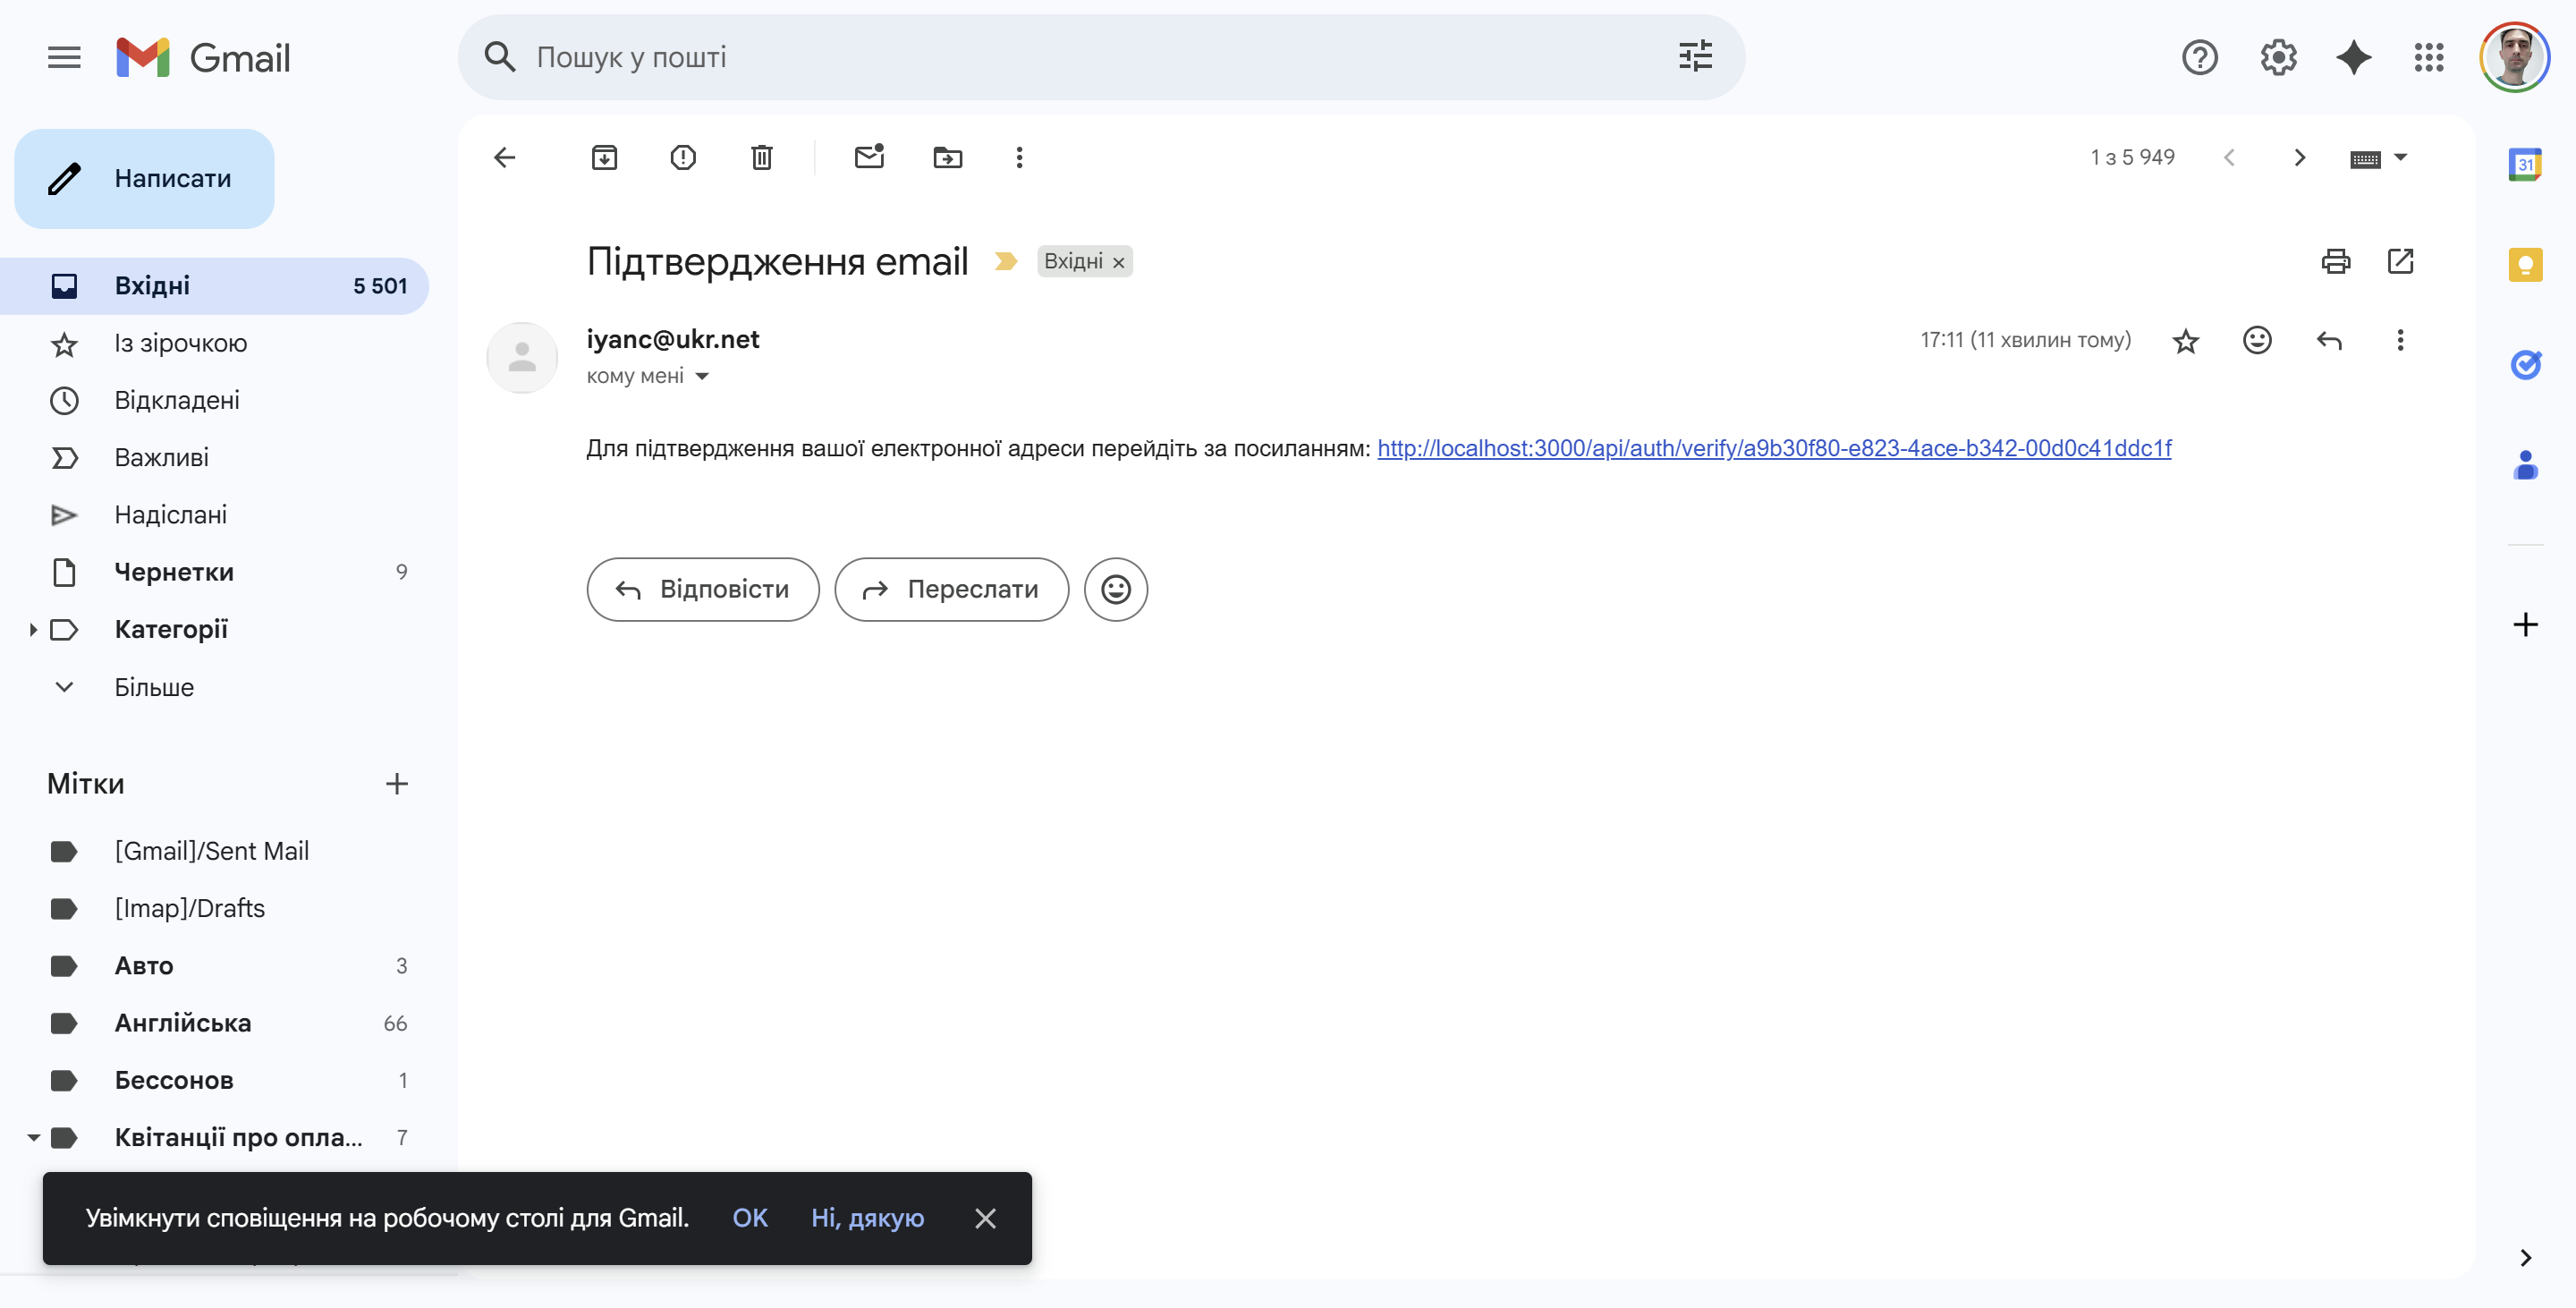 Gmail
Пошук у пошті
Написати
1 з 5 949
31
Підтвердження email
Вхідні ×
Вхідні 5 501
Із зірочкою
Відкладені
Важливі
Надіслані
Чернетки 9
Категорії
Більше
iyanc@ukr.net
17:11 (11 хвилин тому)
кому мені
Для підтвердження вашої електронної адреси перейдіть за посиланням: http://localhost:3000/api/auth/verify/a9b30f80-e823-4ace-b342-00d0c41ddc1f
Відповісти
Переслати
Мітки
[Gmail]/Sent Mail
[Imap]/Drafts
Авто 3
Англійська 66
Бессонов 1
Квітанції про опла... 7
Увімкнути сповіщення на робочому столі для Gmail. OK Ні, дякую